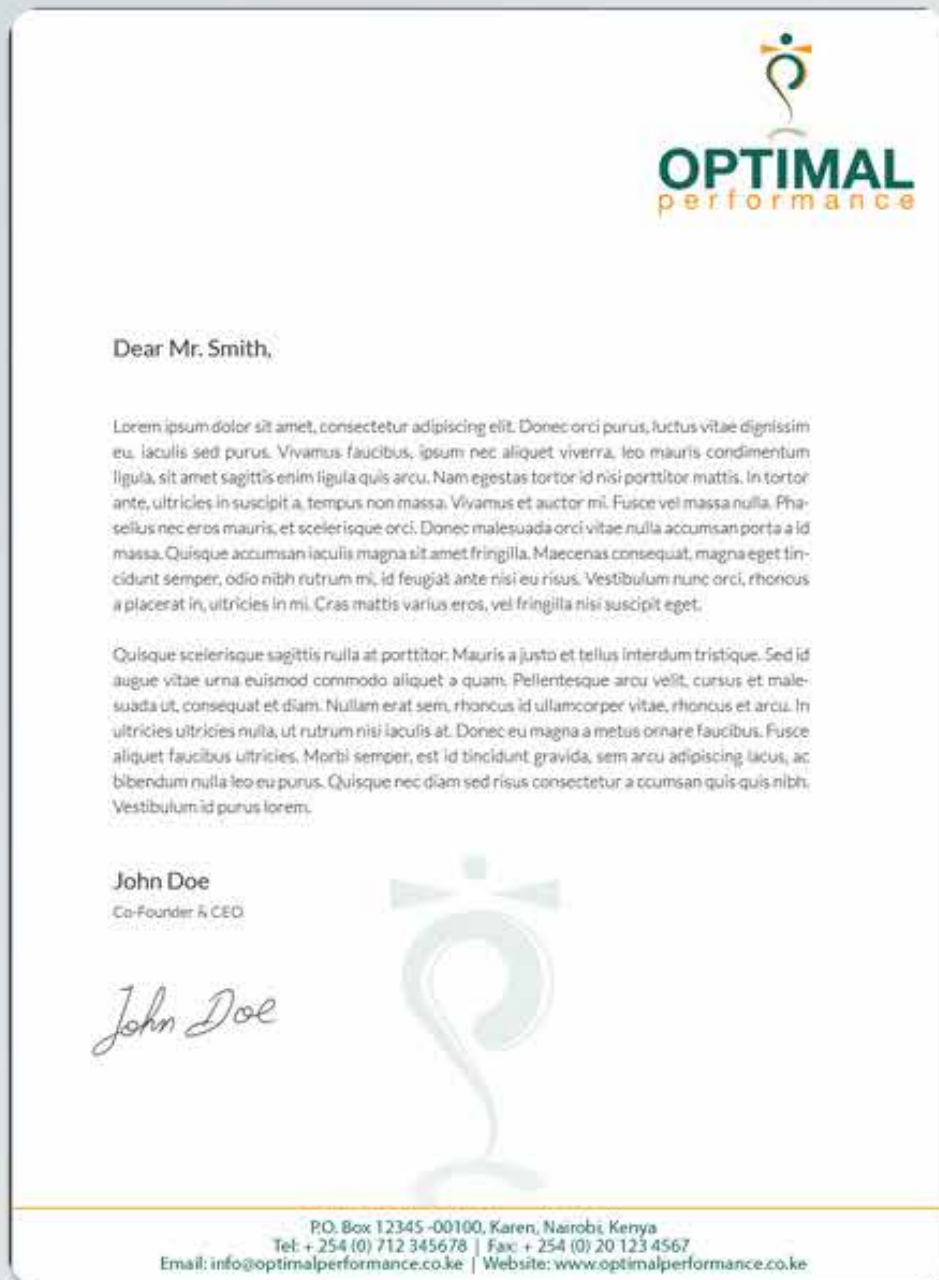 OPTIMAL
performance
Dear Mr. Smith,
Lorem ipsum dolor sit amet, consectetur adipiscing elit. Donec orci purus, luctus vitae dignissim
eu, iaculis sed purus. Vivamus faucibus, ipsum nec aliquet viverra, leo mauris condimentum
ligula, sit amet sagittis enim ligula quis arcu. Nam egestas tortor id nisi porttitor mattis. In tortor
ante, ultricies in suscipit a, tempus non massa. Vivamus et auctor mi. Fusce vel massa nulla. Pha-
sellus nec eros mauris, et scelerisque orci. Donec malesuada orci vitae nulla accumsan porta a id
massa. Quisque accumsan iaculis magna sit amet fringilla. Maecenas consequat, magna eget tin-
cidunt semper, odio nibh rutrum mi, id feugiat ante nisi eu risus. Vestibulum nunc orci, rhoncus
a placerat in, ultricies in mi. Cras mattis varius eros, vel fringilla nisi suscipit eget.
Quisque scelerisque sagittis nulla at porttitor. Mauris a justo et tellus interdum tristique. Sed id
augue vitae urna euismod commodo aliquet a quam. Pellentesque arcu velit, cursus et male-
suada ut, consequat et diam. Nullam erat sem, rhoncus id ullamcorper vitae, rhoncus et arcu. In
ultricies ultricies nulla, ut rutrum nisi iaculis at. Donec eu magna a metus ornare faucibus. Fusce
aliquet faucibus ultricies. Morbi semper, est id tincidunt gravida, sem arcu adipiscing lacus, ac
bibendum nulla leo eu purus. Quisque nec diam sed risus consectetur a ccumsan quis quis nibh.
Vestibulum id purus lorem.
John Doe
Co-Founder & CEO
John Doe
P.O. Box 12345 -00100, Karen, Nairobi, Kenya
Tel: + 254 (0) 712 345678 | Fax: + 254 (0) 20 123 4567
Email: info@optimalperformance.co.ke | Website: www.optimalperformance.co.ke